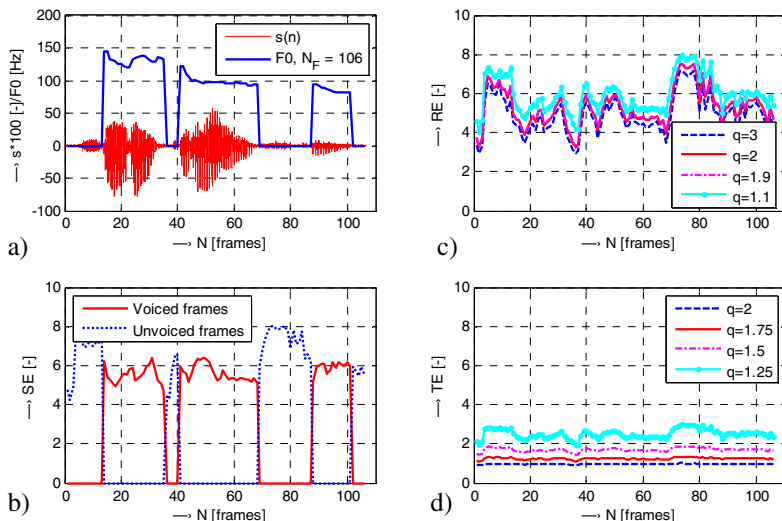 200
150
100
50
0
-50
-100
0 20 40 60 80 100
s(n)
F0, N_F = 106
—→ s*100 [-]/F0 [Hz]
—→ N [frames]
a)
10
8
6
4
2
0
0 20 40 60 80 100
—→ RE [-]
—→ N [frames]
q=3
q=2
q=1.9
q=1.1
c)
10
8
6
4
2
0
0 20 40 60 80 100
Voiced frames
Unvoiced frames
—→ SE [-]
—→ N [frames]
b)
10
8
6
4
2
0
0 20 40 60 80 100
—→ TE [-]
—→ N [frames]
q=2
q=1.75
q=1.5
q=1.25
d)